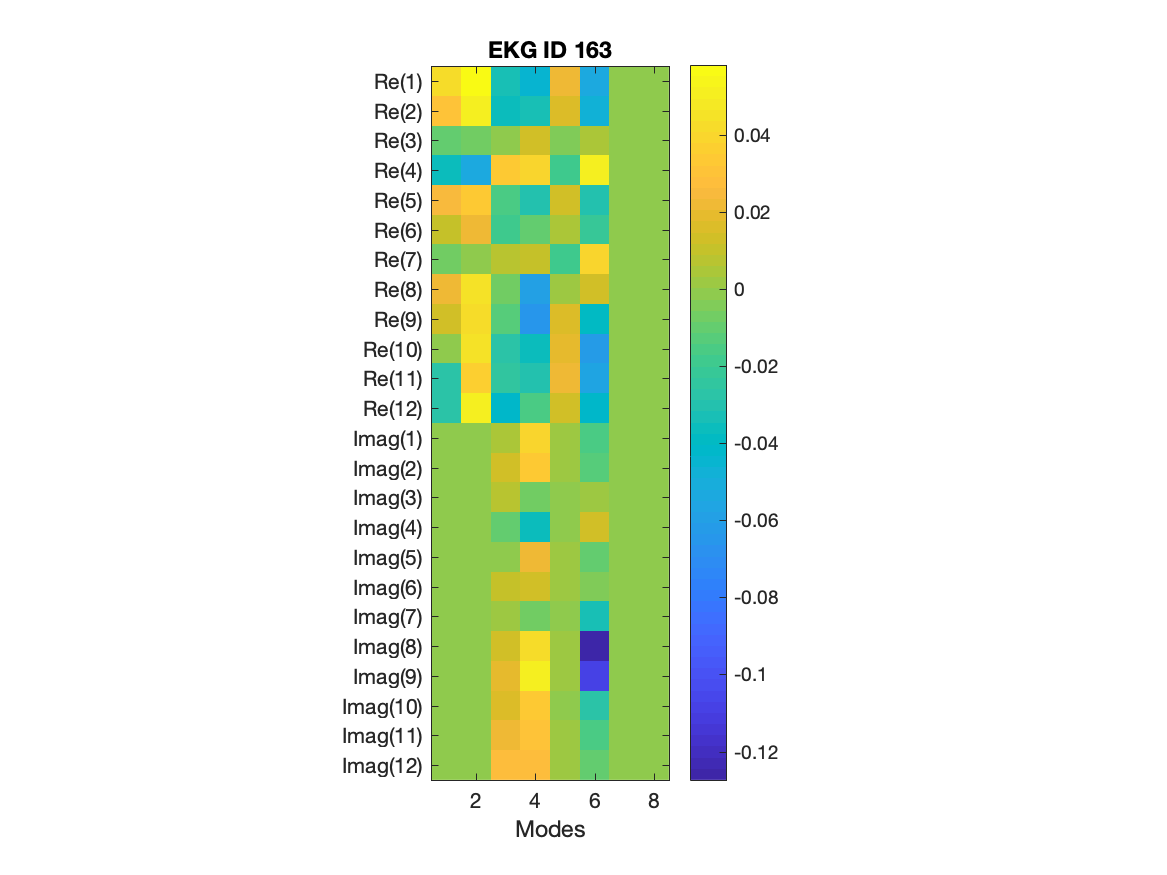 EKG ID 163
Re(1)
Re(2)
Re(3)
Re(4)
Re(5)
Re(6)
Re(7)
Re(8)
Re(9)
Re(10)
Re(11)
Re(12)
Imag(1)
Imag(2)
Imag(3)
Imag(4)
Imag(5)
Imag(6)
Imag(7)
Imag(8)
Imag(9)
Imag(10)
Imag(11)
Imag(12)
2 4 6 8
Modes
0.04
0.02
0
-0.02
-0.04
-0.06
-0.08
-0.1
-0.12